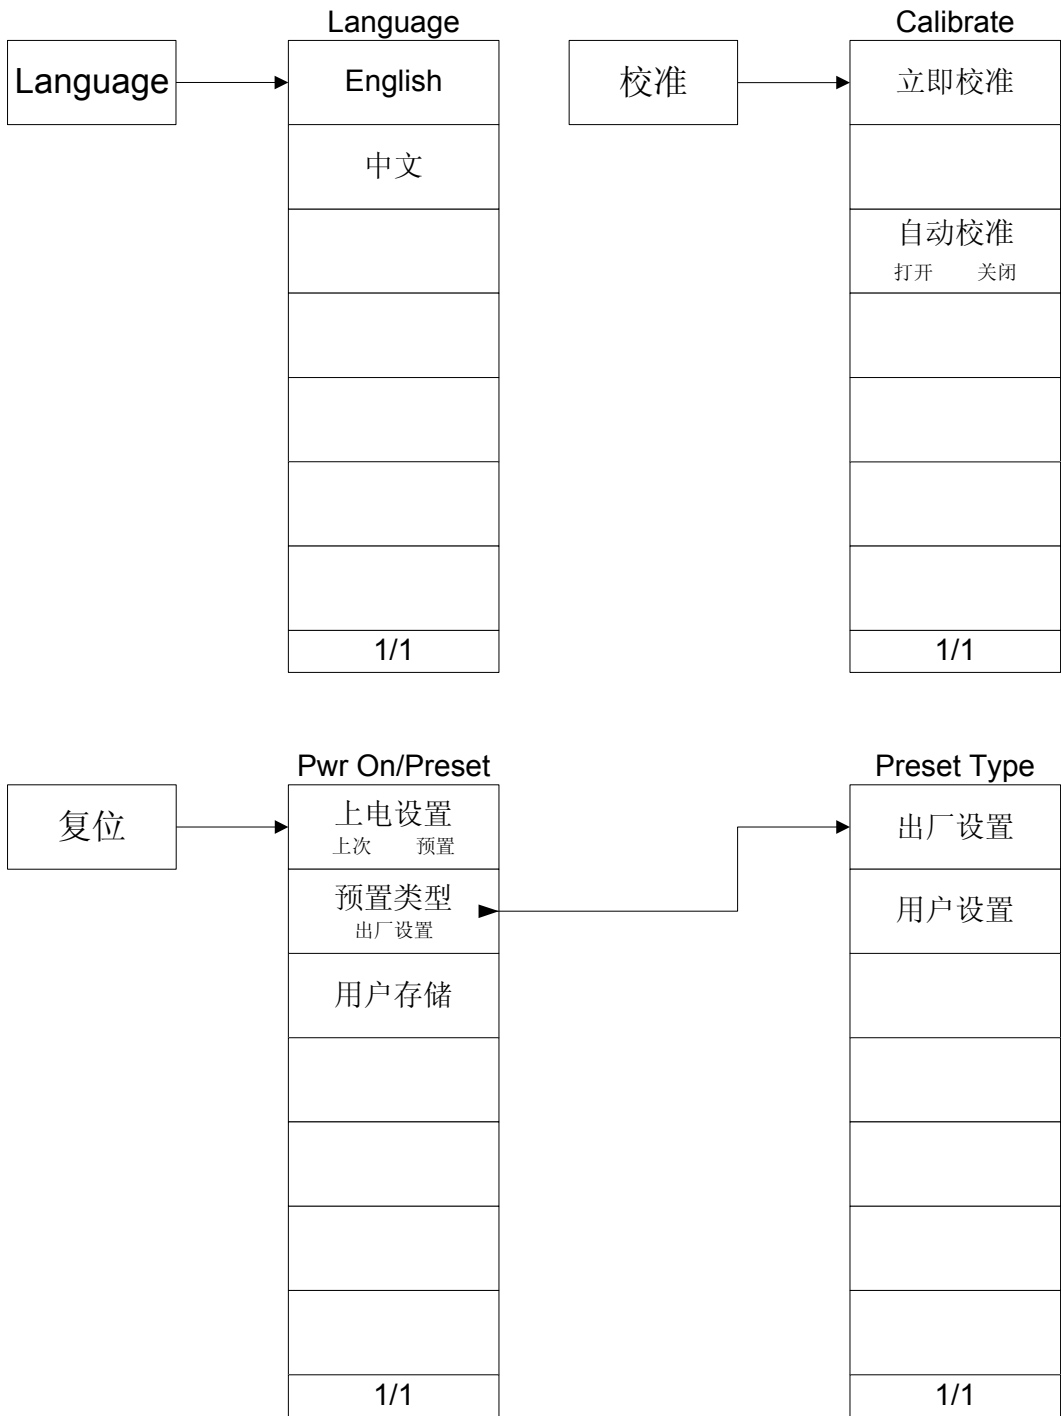 Language
Language
English
中文
1/1
Calibrate
校准
立即校准
自动校准
打开 关闭
1/1
Pwr On/Preset
复位
上电设置
上次 预置
预置类型
出厂设置
用户存储
1/1
Preset Type
出厂设置
用户设置
1/1